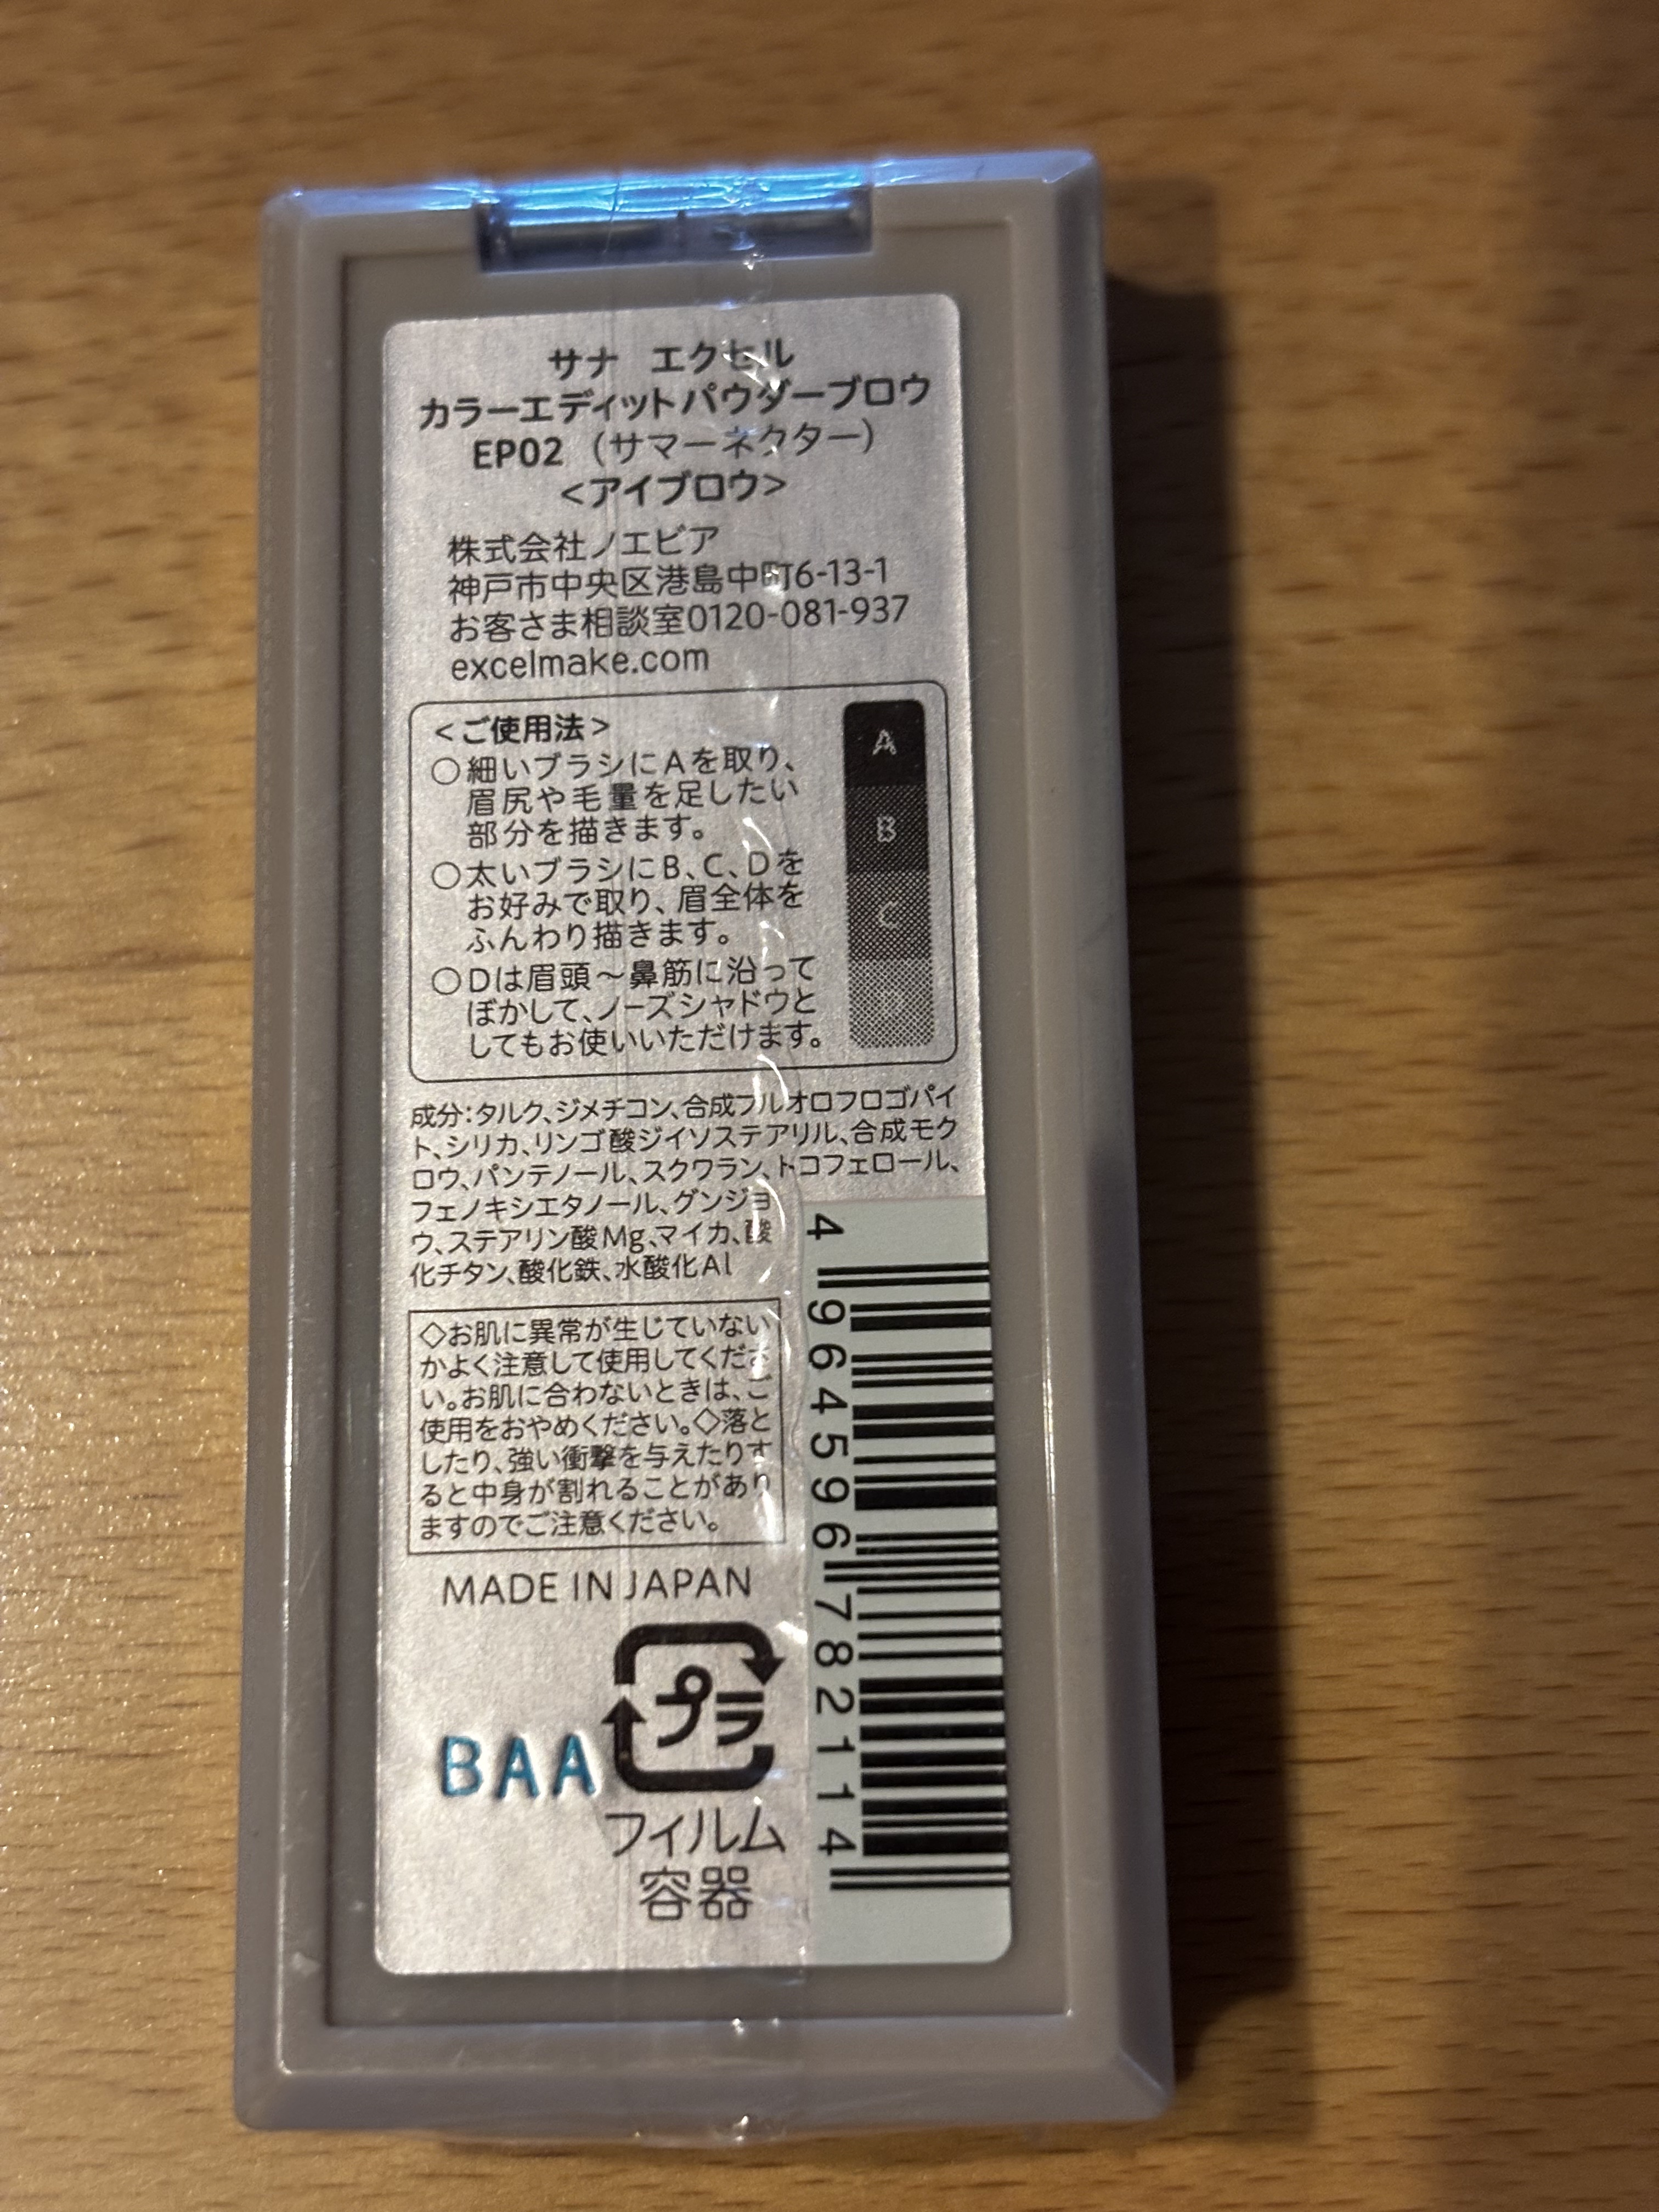 サナ エクセル
カラーエディットパウダーブロウ
EP02 (サマーネクター)
<アイブロウ>
株式会社ノエビア
神戸市中央区港島中町6-13-1
お客さま相談室0120-081-937
excelmake.com
<ご使用法>
○細いブラシにAを取り、
眉尻や毛量を足したい
部分を描きます。
○太いブラシにB、C、Dを
お好みで取り、眉全体を
ふんわり描きます。
○Dは眉頭～鼻筋に沿って
ぼかして、ノーズシャドウと
してもお使いいただけます。
A
B
C
D
成分:タルク、ジメチコン、合成フルオロフロゴパイ
ト、シリカ、リンゴ酸ジイソステアリル、合成モク
ロウ、パンテノール、スクワラン、トコフェロール、
フェノキシエタノール、グンジョ
ウ、ステアリン酸Mg、マイカ、酸
化チタン、酸化鉄、水酸化Al
◇お肌に異常が生じていない
かよく注意して使用してくださ
い。お肌に合わないときは、ご
使用をおやめください。◇落と
したり、強い衝撃を与えたりす
ると中身が割れることがあり
ますのでご注意ください。
MADE IN JAPAN
プラ
BAA
フィルム
容器
4 964596 782114